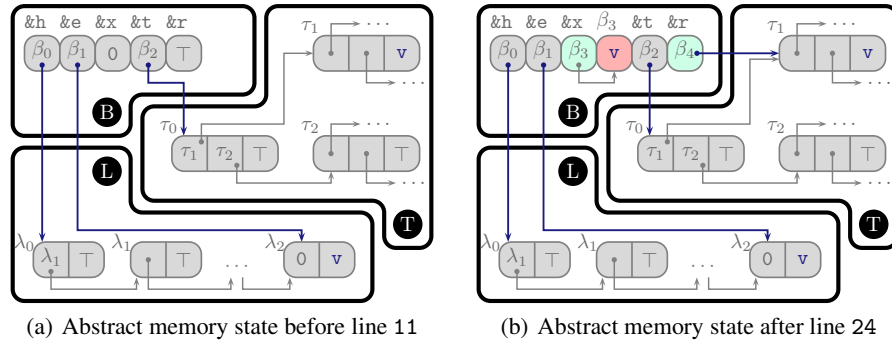 &h &e &x &t &r
β0 β1 0 β2 ⊤
τ1 ···
v
···
B
τ0
τ1 τ2 ⊤
τ2 ···
⊤
···
L
T
λ0 λ1 λ2
λ1 ⊤ ⊤ ... 0 v
(a) Abstract memory state before line 11
&h &e &x β3 &t &r
β0 β1 β3 v β2 β4
τ1 ···
v
···
B
τ0
τ1 τ2 ⊤
τ2 ···
⊤
···
L
T
λ0 λ1 λ2
λ1 ⊤ ⊤ ... 0 v
(b) Abstract memory state after line 24